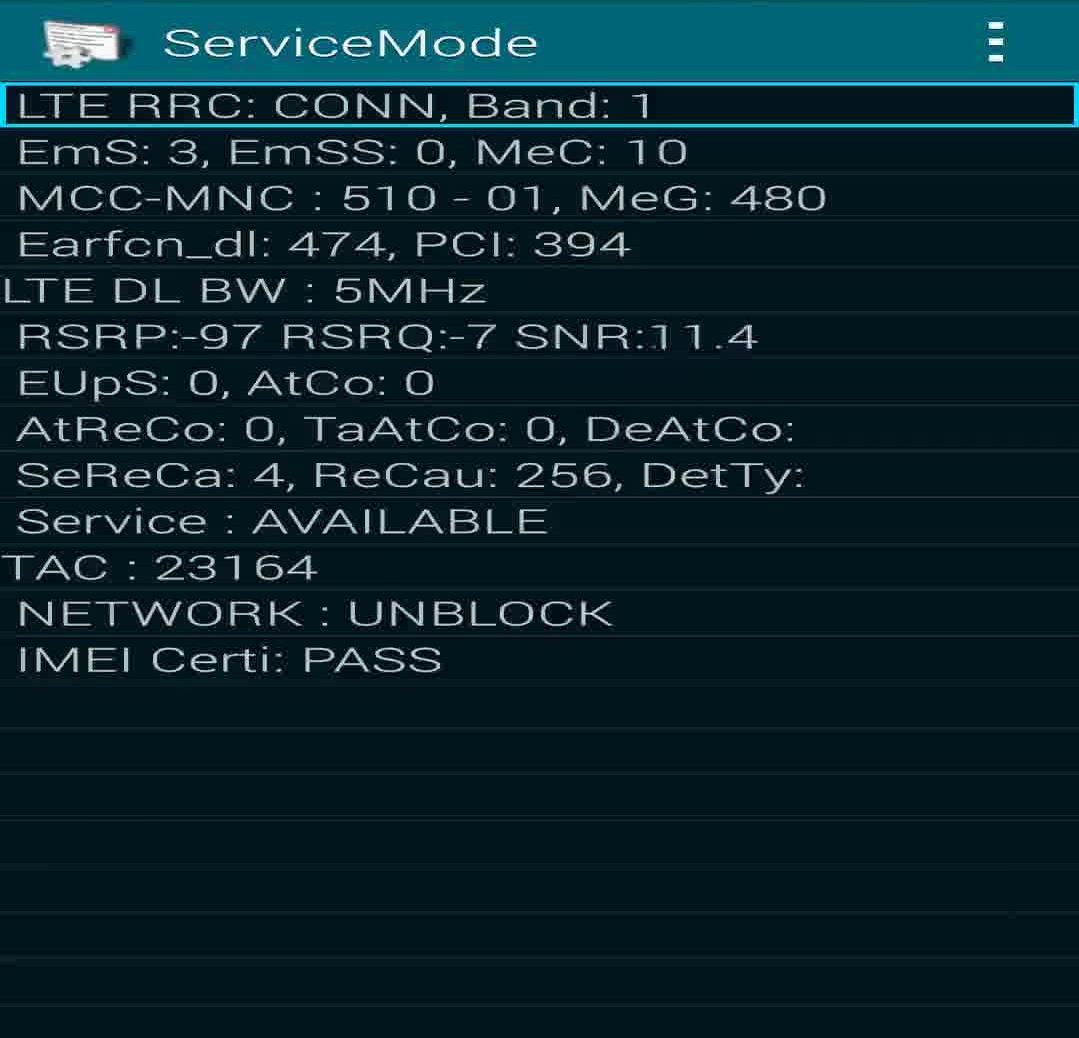 ServiceMode
LTE RRC: CONN, Band: 1
EmS: 3, EmSS: 0, MeC: 10
MCC-MNC : 510 - 01, MeG: 480
Earfcn_dl: 474, PCI: 394
LTE DL BW : 5MHz
RSRP:-97 RSRQ:-7 SNR:11.4
EUpS: 0, AtCo: 0
AtReCo: 0, TaAtCo: 0, DeAtCo:
SeReCa: 4, ReCau: 256, DetTy:
Service : AVAILABLE
TAC : 23164
NETWORK : UNBLOCK
IMEI Certi: PASS